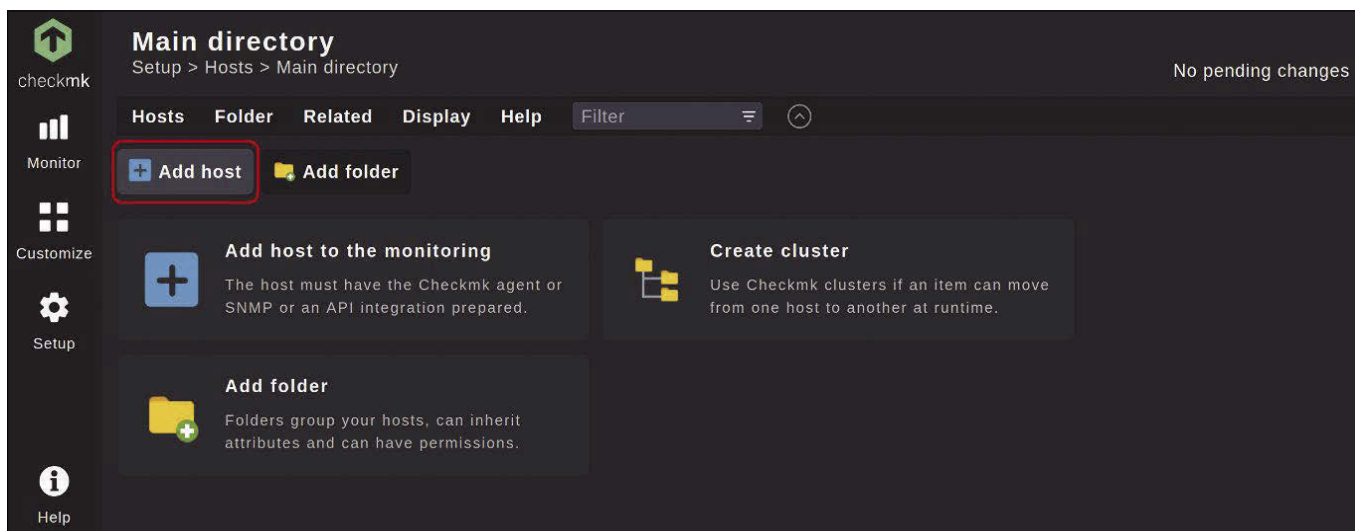 Main directory
Setup > Hosts > Main directory
No pending changes
checkmk
Hosts Folder Related Display Help Filter
Monitor
Add host Add folder
Customize
Add host to the monitoring
The host must have the Checkmk agent or
SNMP or an API integration prepared.
Create cluster
Use Checkmk clusters if an item can move
from one host to another at runtime.
Setup
Add folder
Folders group your hosts, can inherit
attributes and can have permissions.
Help